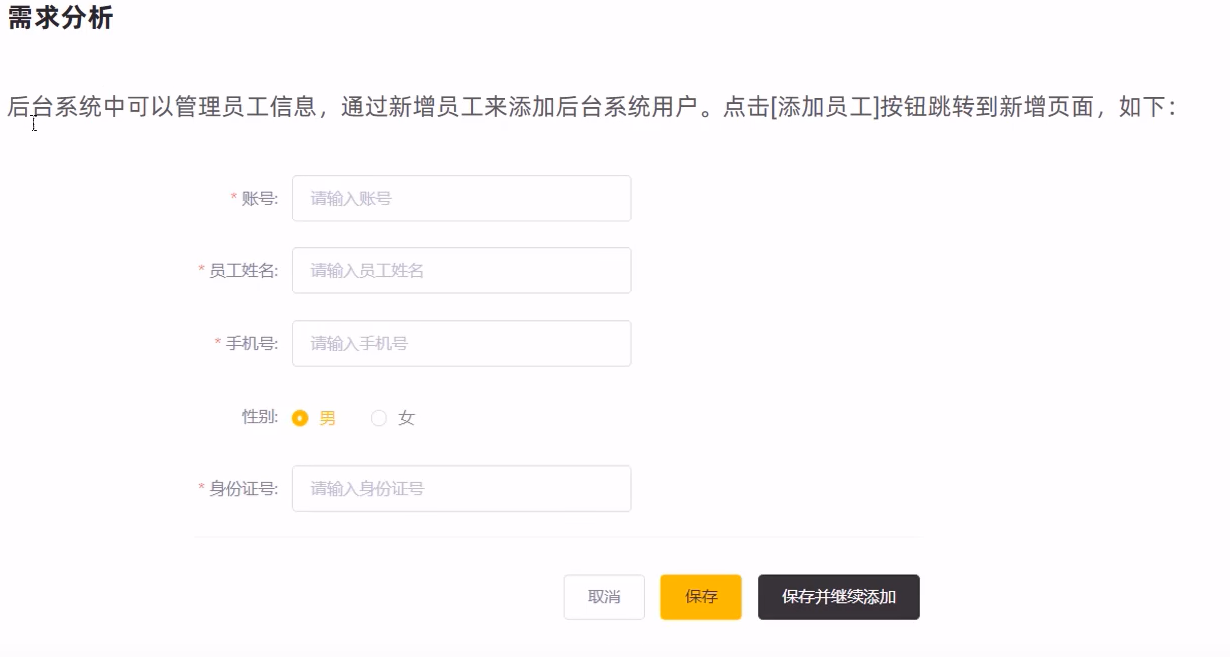 需求分析
后台系统中可以管理员工信息，通过新增员工来添加后台系统用户。点击[添加员工]按钮跳转到新增页面，如下：
* 账号: 请输入账号
* 员工姓名: 请输入员工姓名
* 手机号: 请输入手机号
性别: 男 女
* 身份证号: 请输入身份证号
取消 保存 保存并继续添加